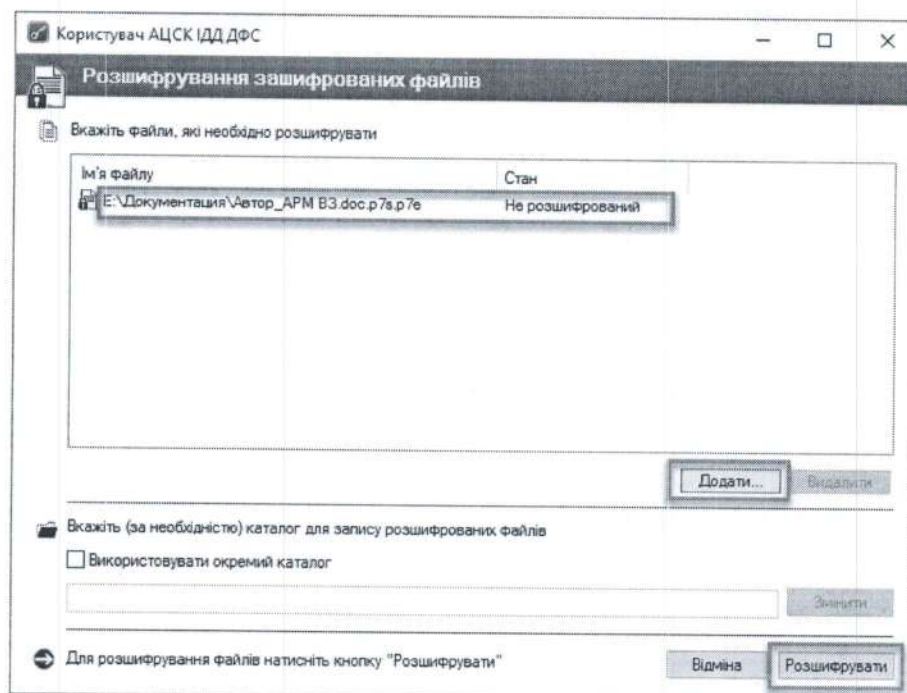 Користувач АЦСК ІДД ДФС
Розшифрування зашифрованих файлів
Вкажіть файли, які необхідно розшифрувати
Ім'я файлу Стан
E:\Документация\Автор_АРМ ВЗ.doc.p7s.p7e Не розшифрований
Додати... Видалити
Вкажіть (за необхідністю) каталог для запису розшифрованих файлів
Використовувати окремий каталог
Змінити
Для розшифрування файлів натисніть кнопку "Розшифрувати" Відміна Розшифрувати